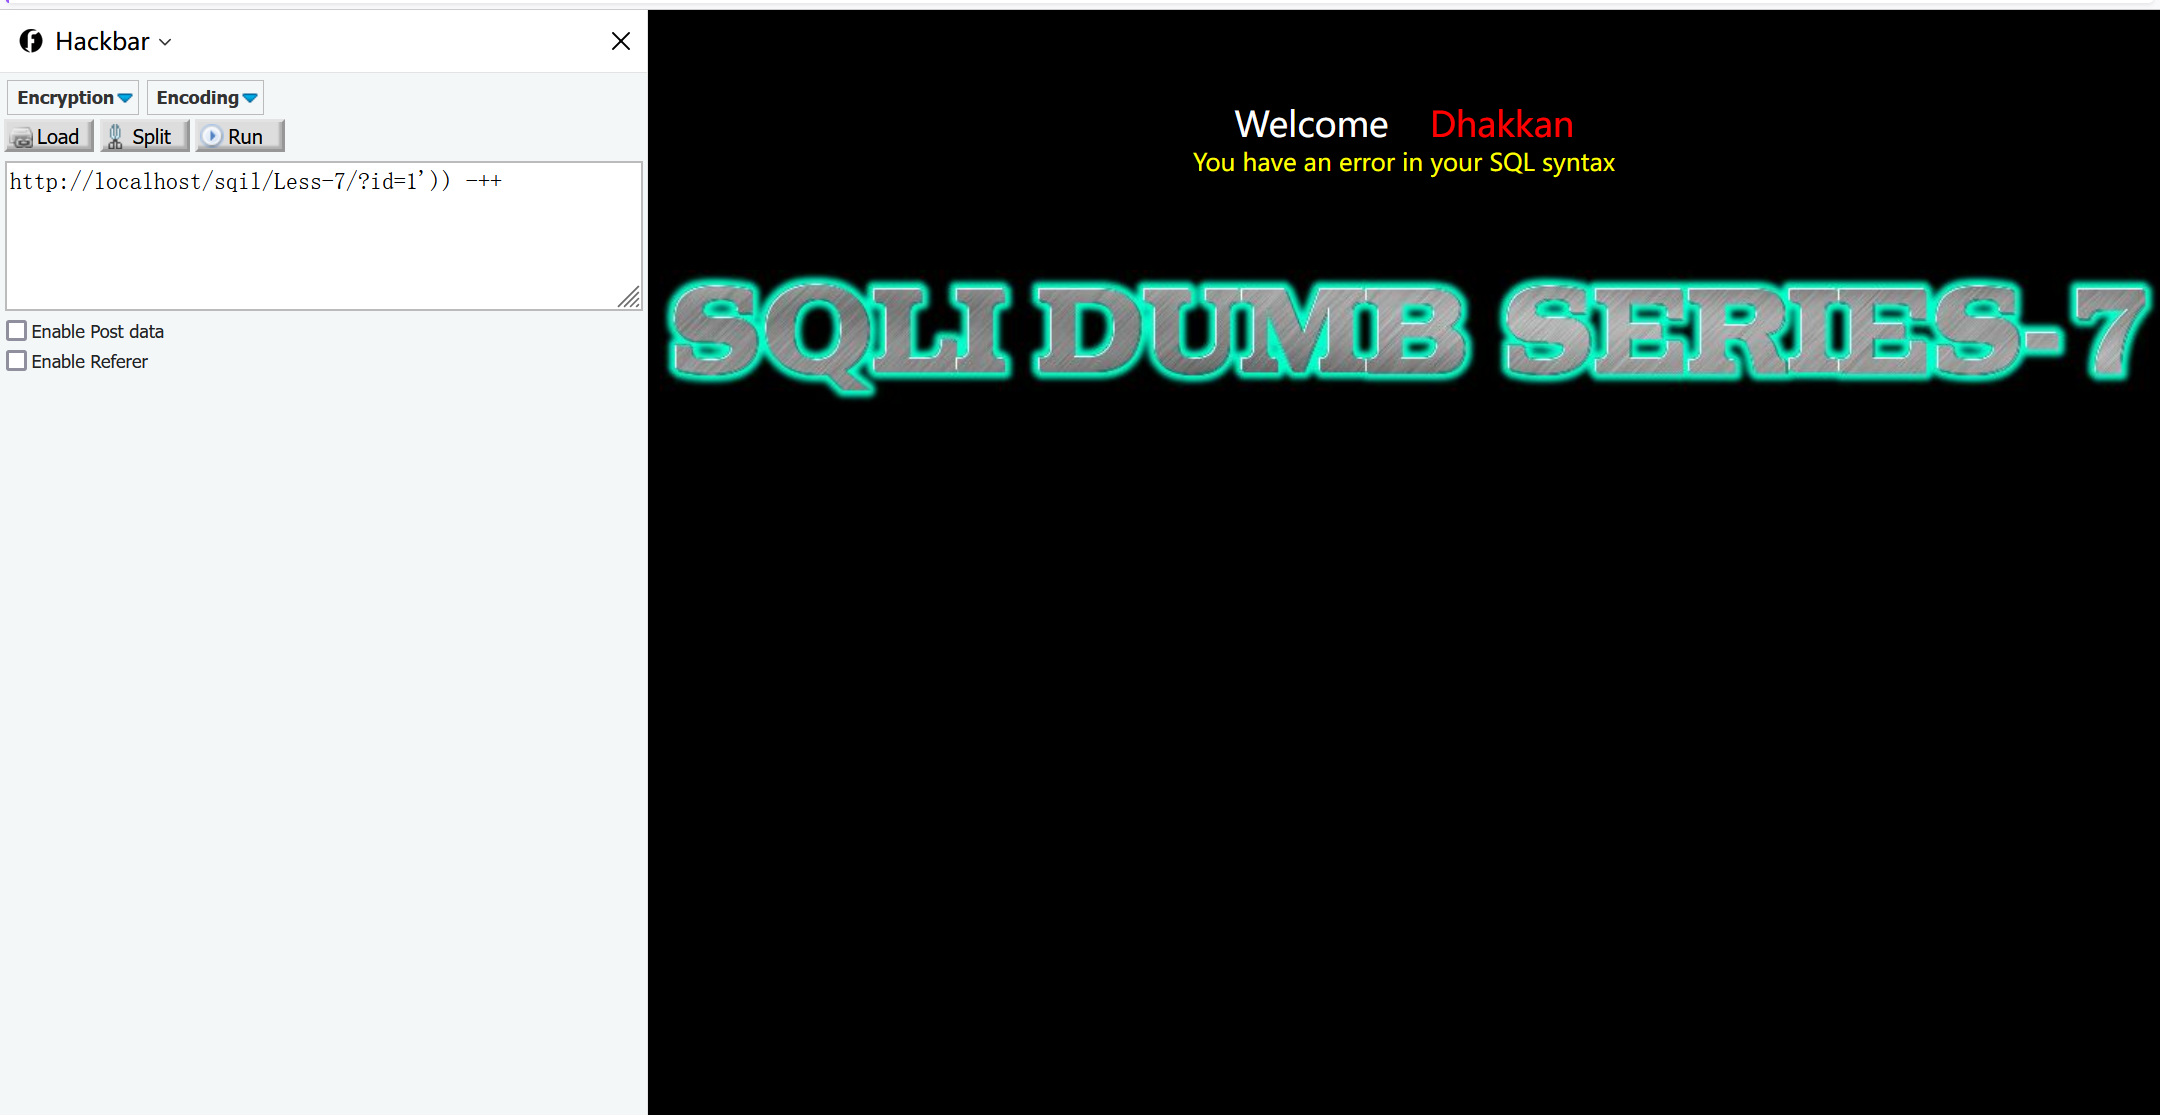 Hackbar
Encryption Encoding
Load Split Run
http://localhost/sqil/Less-7/?id=1')) -++
Enable Post data
Enable Referer
Welcome Dhakkan
You have an error in your SQL syntax
SQLI DUMB SERIES-7